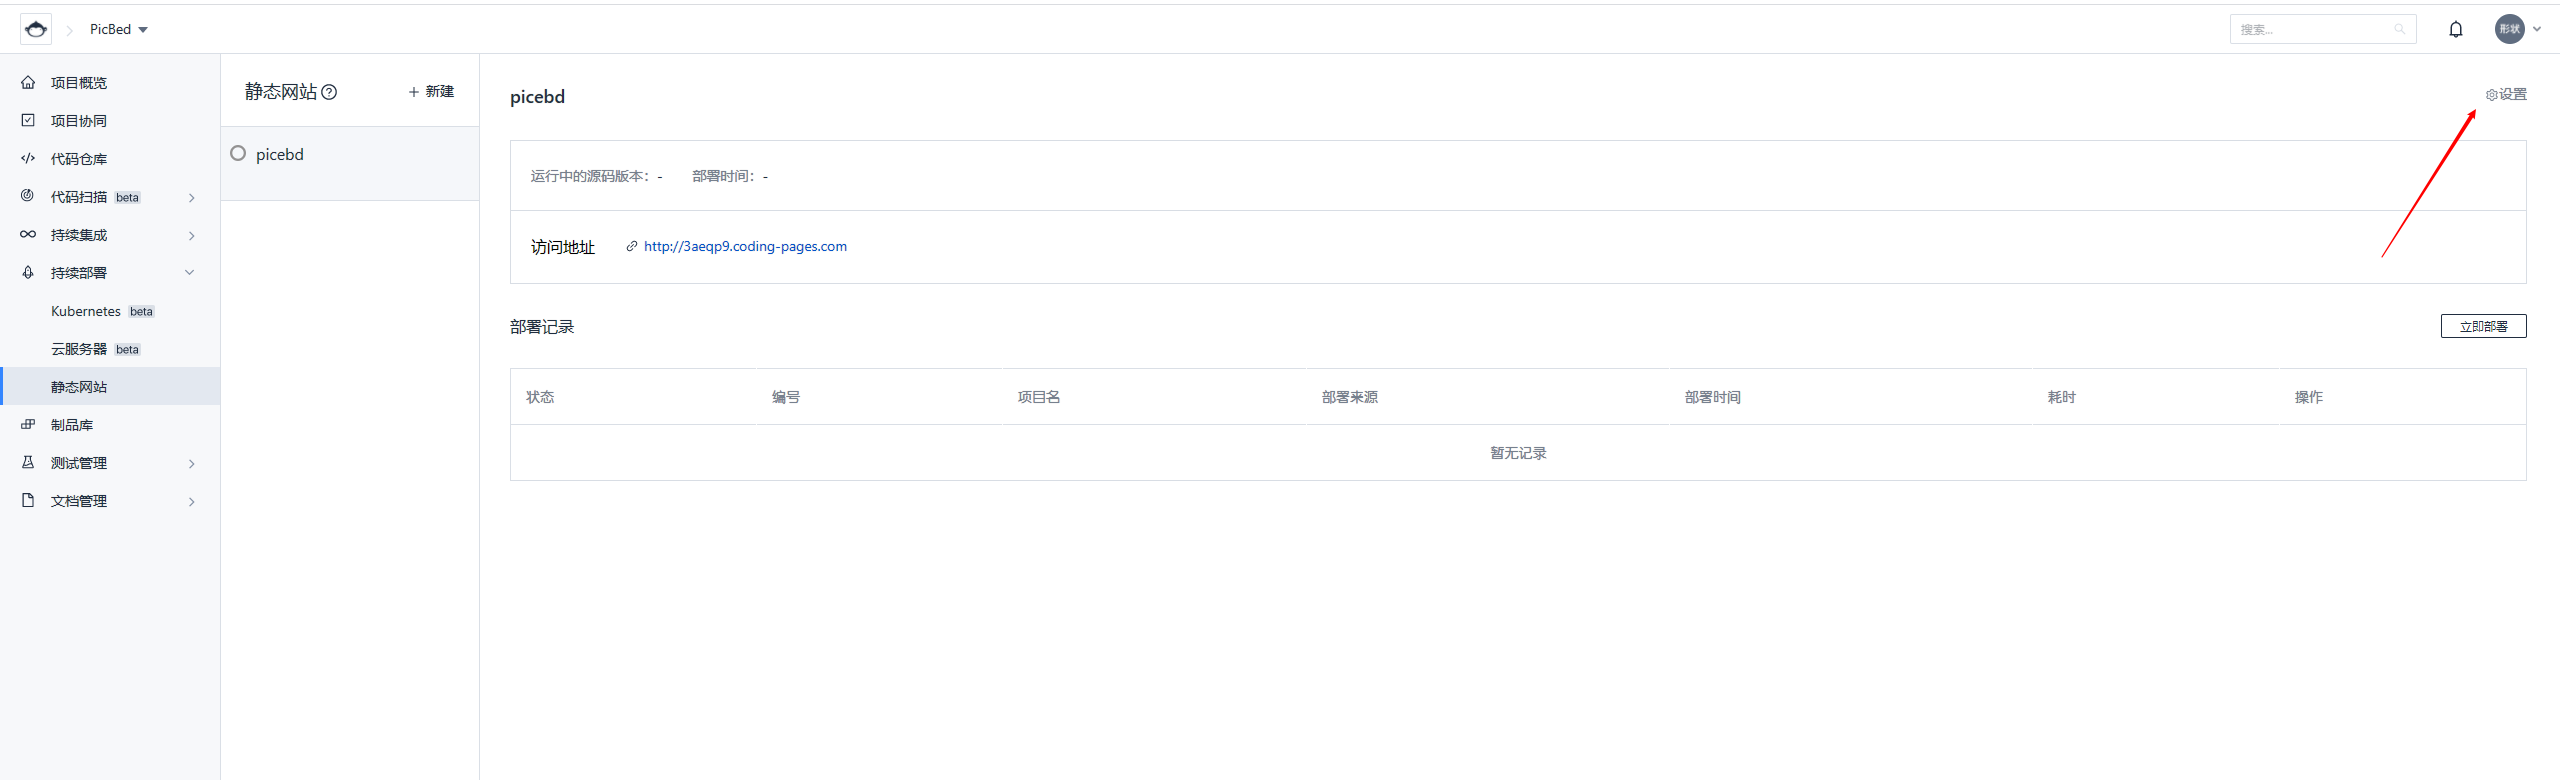 PicBed
搜索...
形状
项目概览
项目协同
代码仓库
代码扫描 beta
持续集成
持续部署
Kubernetes beta
云服务器 beta
静态网站
制品库
测试管理
文档管理
静态网站 ? + 新建
picebd
picebd
设置
运行中的源码版本：- 部署时间：-
访问地址 http://3aeqp9.coding-pages.com
部署记录
立即部署
状态 编号 项目名 部署来源 部署时间 耗时 操作
暂无记录